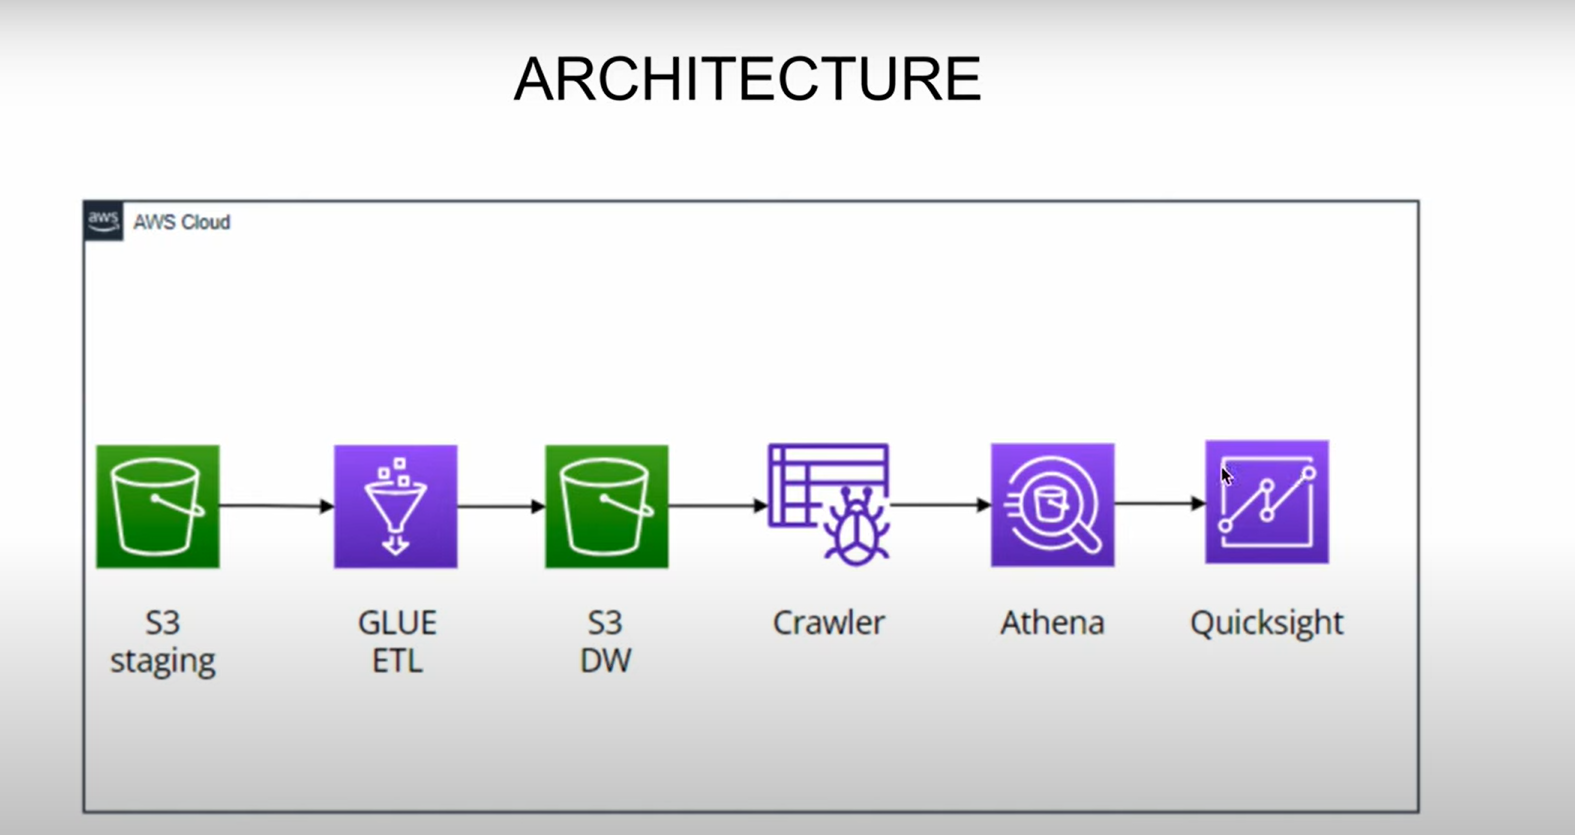 ARCHITECTURE
aws
AWS Cloud
S3
staging
GLUE
ETL
S3
DW
Crawler
Athena
Quicksight